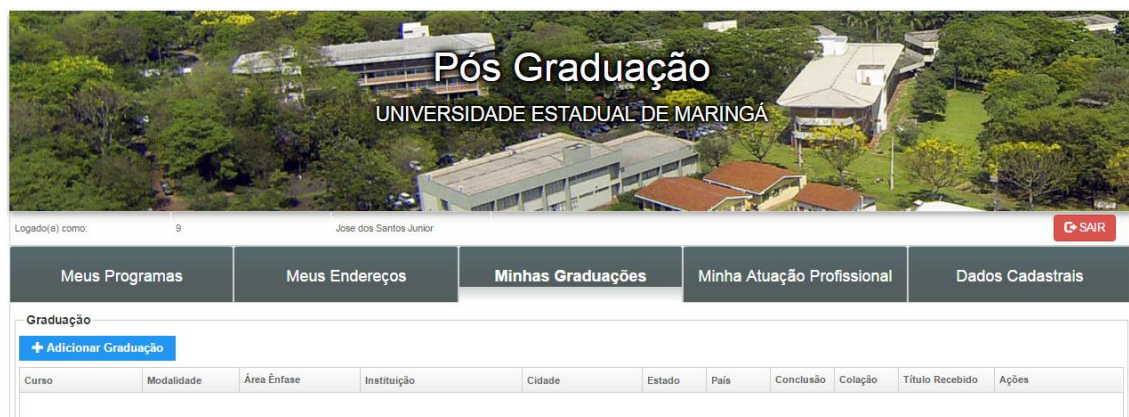 Pós Graduação
UNIVERSIDADE ESTADUAL DE MARINGÁ
Logado(a) como: 9 Jose dos Santos Junior SAIR
Meus Programas Meus Endereços Minhas Graduações Minha Atuação Profissional Dados Cadastrais
Graduação
Adicionar Graduação
Curso Modalidade Área Ênfase Instituição Cidade Estado País Conclusão Colação Título Recebido Ações